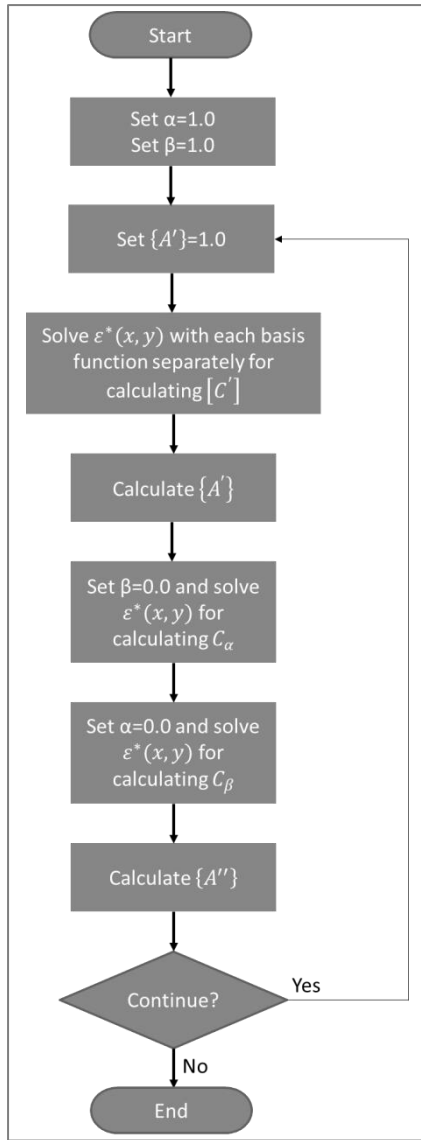 Start
Set α=1.0
Set β=1.0
Set {A′}=1.0
Solve ε*(x, y) with each basis
function separately for
calculating [C′]
Calculate {A′}
Set β=0.0 and solve
ε*(x, y) for
calculating Cα
Set α=0.0 and solve
ε*(x, y) for
calculating Cβ
Calculate {A′′}
Continue?
Yes
No
End